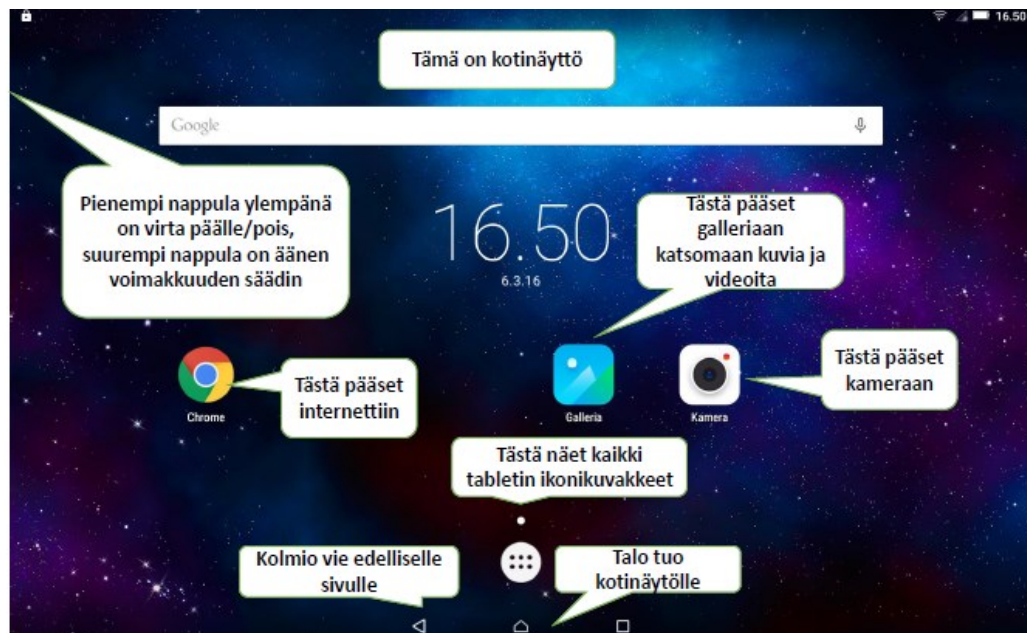 16.50
Tämä on kotinäyttö
Google
Pienempi nappula ylempänä
on virta päälle/pois,
suurempi nappula on äänen
voimakkuuden säädin
16.50
6.3.16
Tästä pääset
galleriaan
katsomaan kuvia ja
videoita
Chrome
Tästä pääset
internettiin
Galleria
Kamera
Tästä pääset
kameraan
Tästä näet kaikki
tabletin ikonikuvakkeet
Kolmio vie edelliselle
sivulle
Talo tuo
kotinäytölle